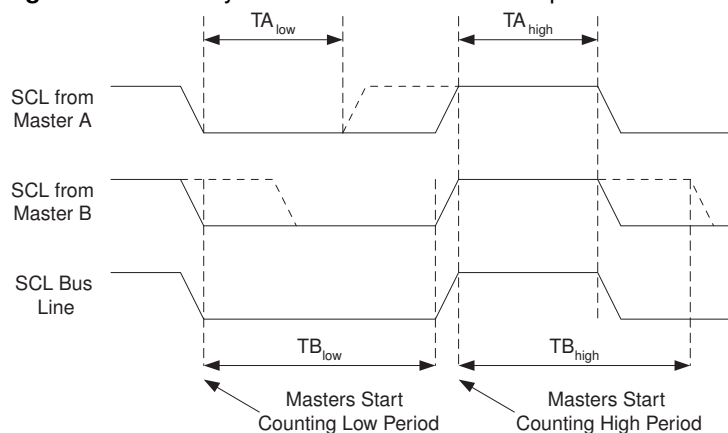 TA low
TA high
SCL from
Master A
SCL from
Master B
SCL Bus
Line
TB low
TB high
Masters Start
Counting Low Period
Masters Start
Counting High Period